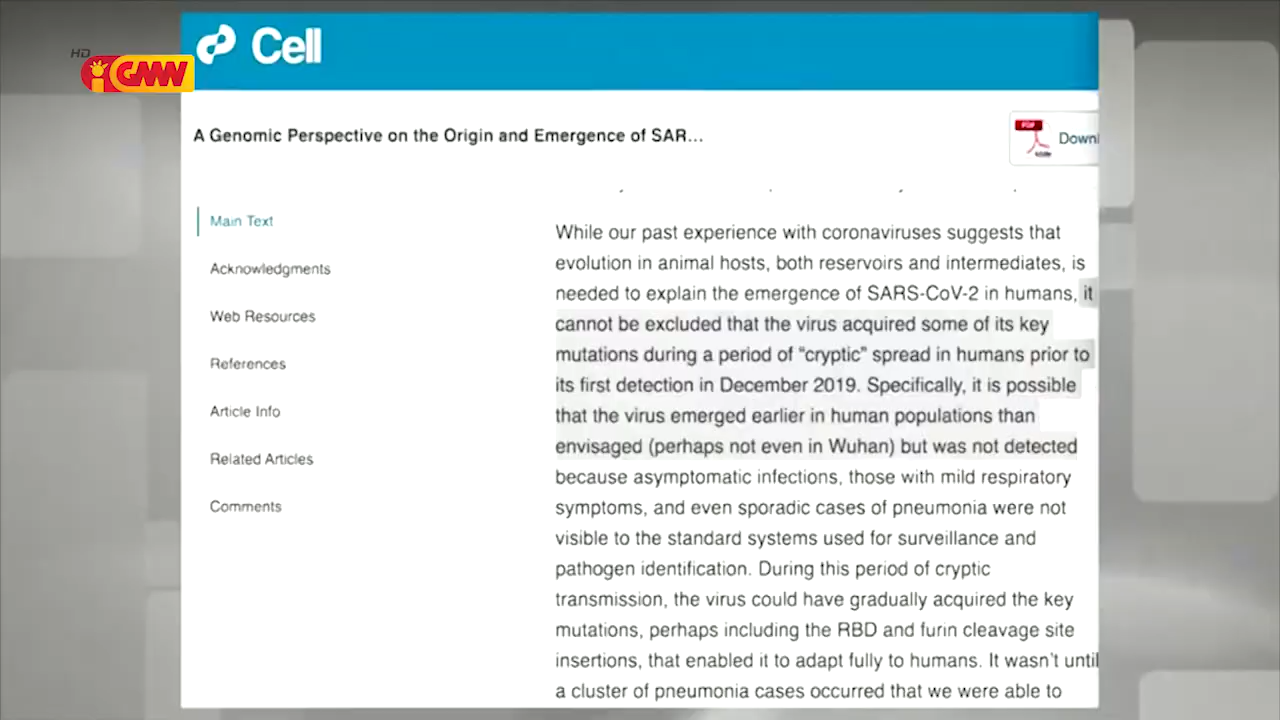 HD
iGMW
Cell
A Genomic Perspective on the Origin and Emergence of SAR...
PDF
Downl
Main Text
Acknowledgments
Web Resources
References
Article Info
Related Articles
Comments
While our past experience with coronaviruses suggests that
evolution in animal hosts, both reservoirs and intermediates, is
needed to explain the emergence of SARS-CoV-2 in humans, it
cannot be excluded that the virus acquired some of its key
mutations during a period of “cryptic” spread in humans prior to
its first detection in December 2019. Specifically, it is possible
that the virus emerged earlier in human populations than
envisaged (perhaps not even in Wuhan) but was not detected
because asymptomatic infections, those with mild respiratory
symptoms, and even sporadic cases of pneumonia were not
visible to the standard systems used for surveillance and
pathogen identification. During this period of cryptic
transmission, the virus could have gradually acquired the key
mutations, perhaps including the RBD and furin cleavage site
insertions, that enabled it to adapt fully to humans. It wasn't until
a cluster of pneumonia cases occurred that we were able to